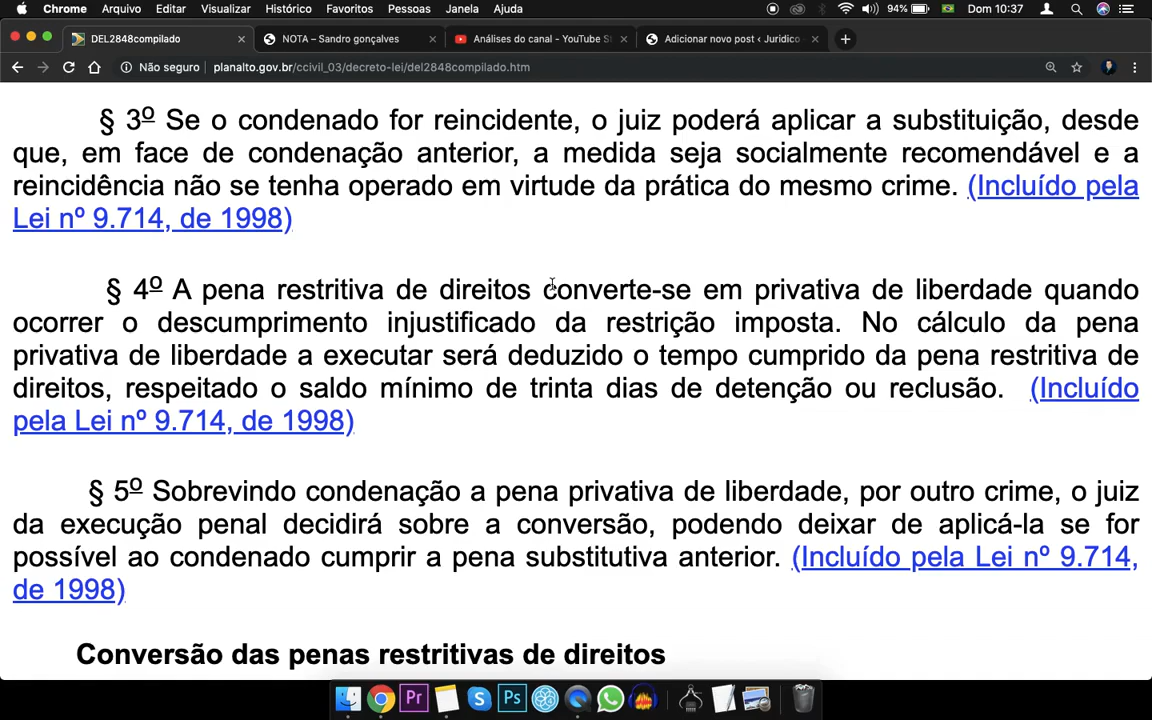 Chrome Arquivo Editar Visualizar Histórico Favoritos Pessoas Janela Ajuda 94% Dom 10:37
DEL2848compilado NOTA – Sandro gonçalves Análises do canal - YouTube S Adicionar novo post ‹ Juridico
Não seguro planalto.gov.br/ccivil_03/decreto-lei/del2848compilado.htm
§ 3º Se o condenado for reincidente, o juiz poderá aplicar a substituição, desde
que, em face de condenação anterior, a medida seja socialmente recomendável e a
reincidência não se tenha operado em virtude da prática do mesmo crime. (Incluído pela
Lei nº 9.714, de 1998)
§ 4º A pena restritiva de direitos converte-se em privativa de liberdade quando
ocorrer o descumprimento injustificado da restrição imposta. No cálculo da pena
privativa de liberdade a executar será deduzido o tempo cumprido da pena restritiva de
direitos, respeitado o saldo mínimo de trinta dias de detenção ou reclusão. (Incluído
pela Lei nº 9.714, de 1998)
§ 5º Sobrevindo condenação a pena privativa de liberdade, por outro crime, o juiz
da execução penal decidirá sobre a conversão, podendo deixar de aplicá-la se for
possível ao condenado cumprir a pena substitutiva anterior. (Incluído pela Lei nº 9.714,
de 1998)
Conversão das penas restritivas de direitos
Pr Ps